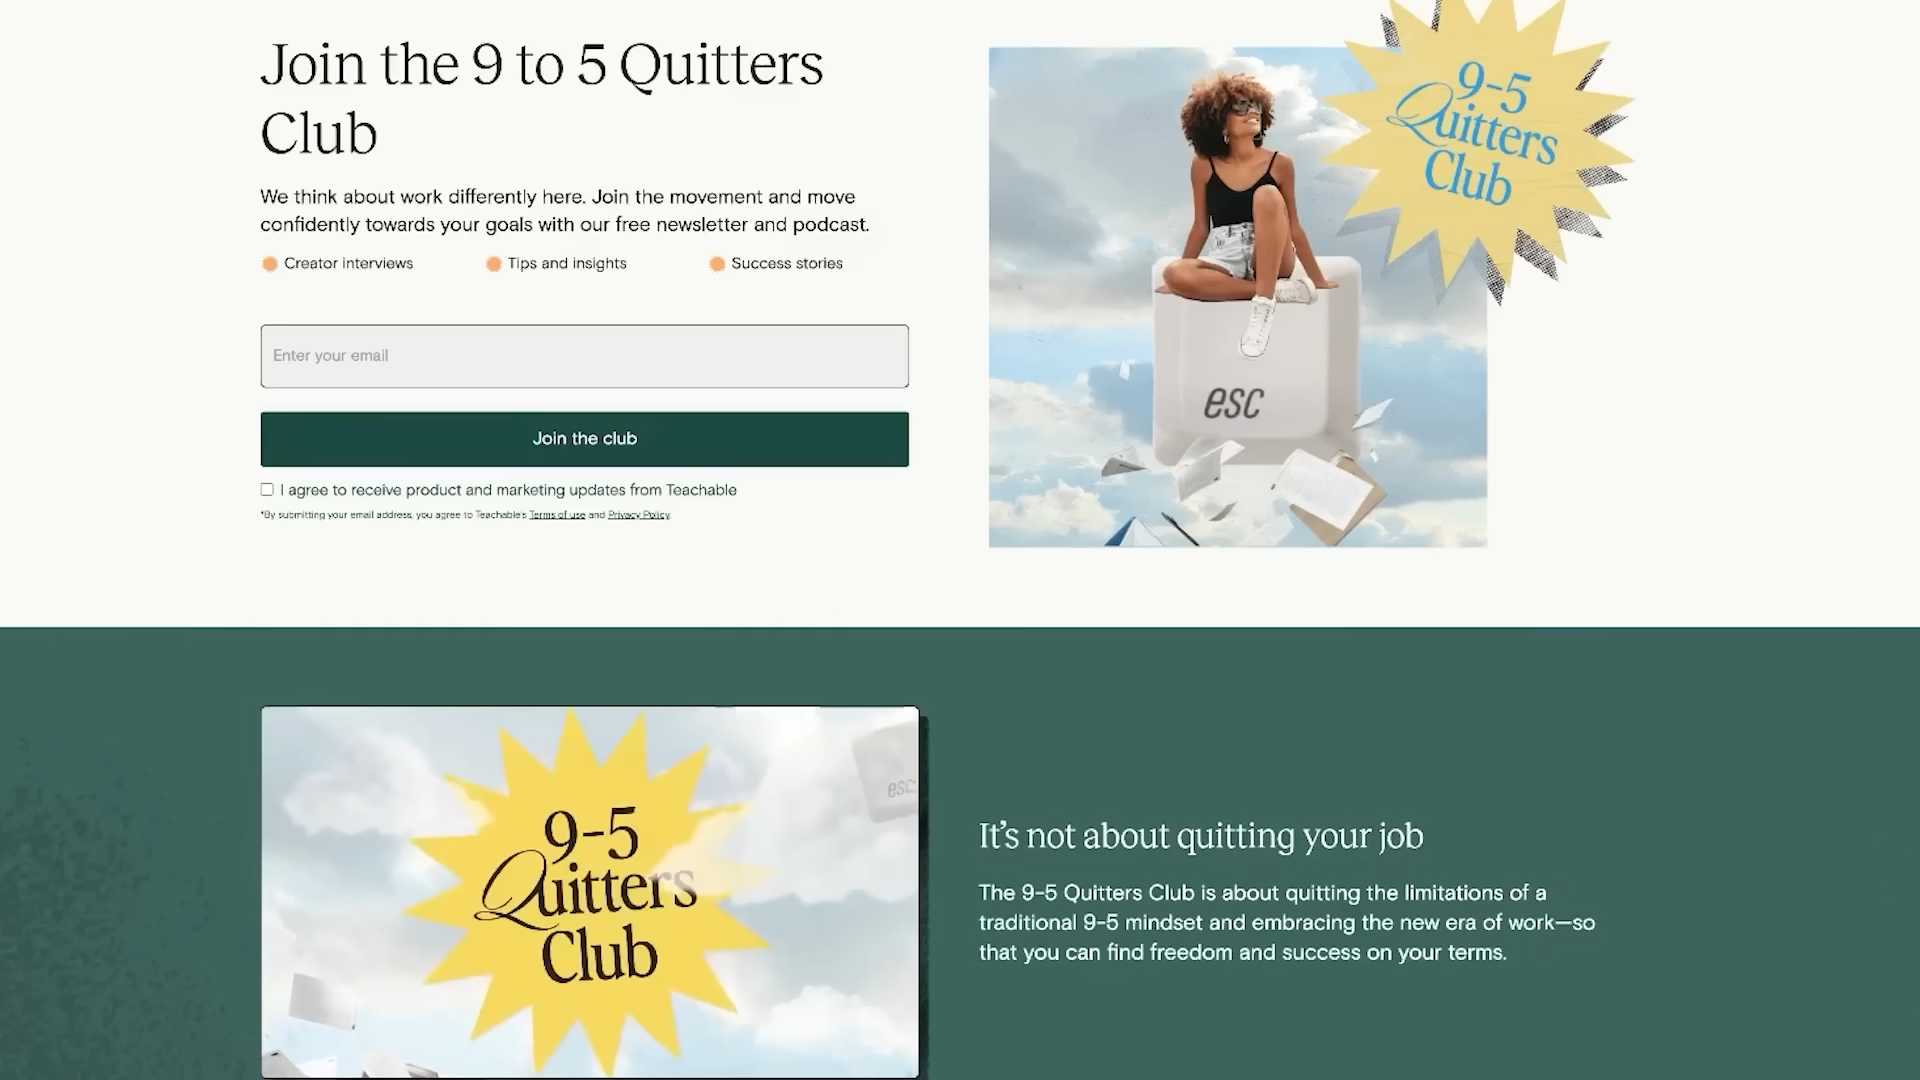 Join the 9 to 5 Quitters
Club
We think about work differently here. Join the movement and move
confidently towards your goals with our free newsletter and podcast.
Creator interviews
Tips and insights
Success stories
Enter your email
Join the club
I agree to receive product and marketing updates from Teachable
*By submitting your email address, you agree to Teachable's Terms of use and Privacy Policy.
9-5
Quitters
Club
esc
9-5
Quitters
Club
esc
It's not about quitting your job
The 9-5 Quitters Club is about quitting the limitations of a
traditional 9-5 mindset and embracing the new era of work—so
that you can find freedom and success on your terms.